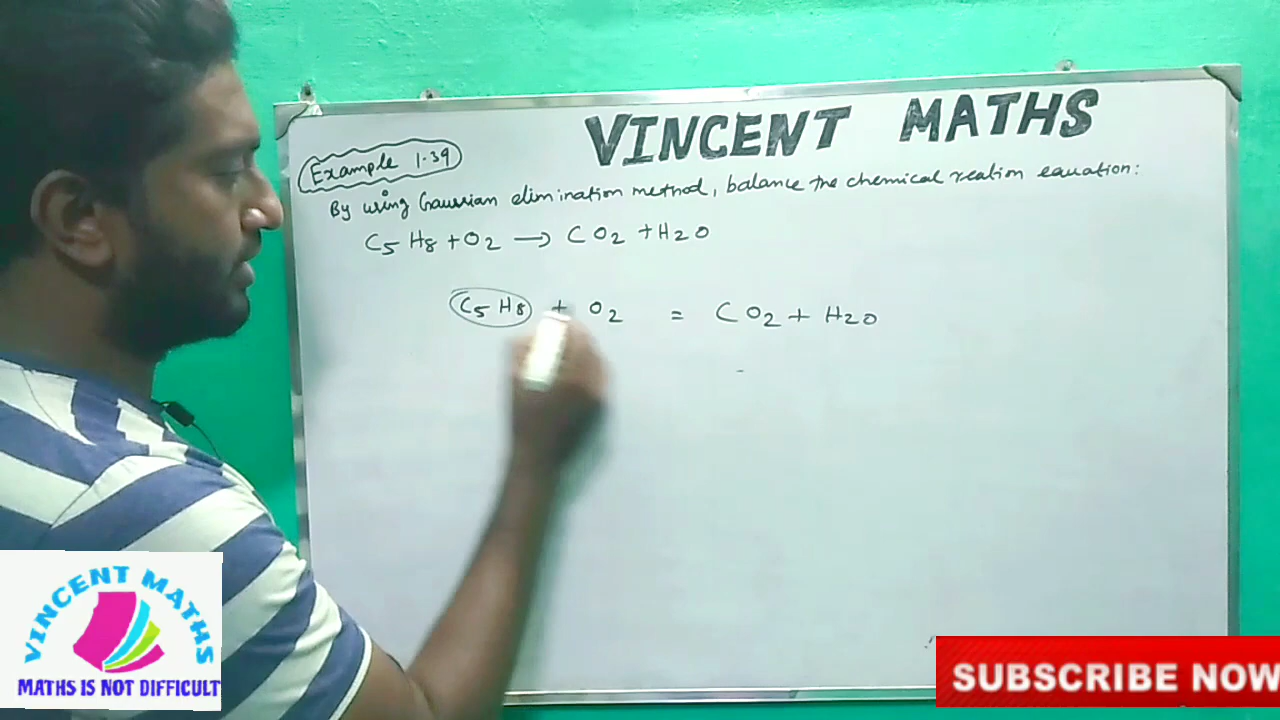 VINCENT MATHS
Example 1.39
By using Gaussian elimination method, balance the chemical reation equation:
C5 H8 + O2 → CO2 + H2O
C5 H8 + O2 = CO2 + H2O
VINCENT MATHS
MATHS IS NOT DIFFICULT
SUBSCRIBE NOW